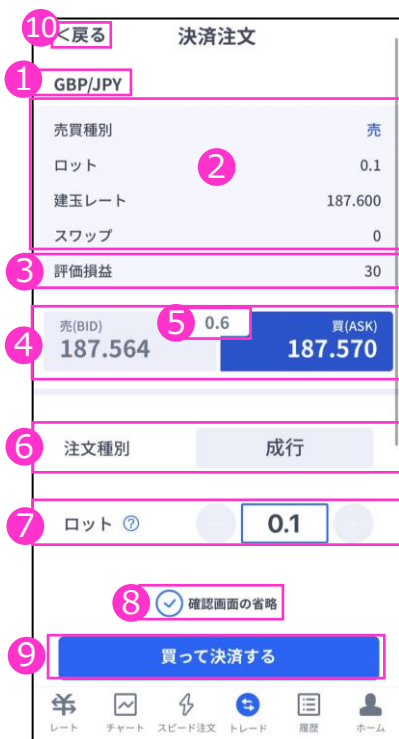 10 <戻る 決済注文
1 GBP/JPY
売買種別 売
2
ロット 0.1
建玉レート 187.600
スワップ 0
3 評価損益 30
4 売(BID) 5 0.6 買(ASK)
187.564 187.570
6 注文種別 成行
7 ロット ? - 0.1 +
8 確認画面の省略
9 買って決済する
レート チャート スピード注文 トレード 履歴 ホーム